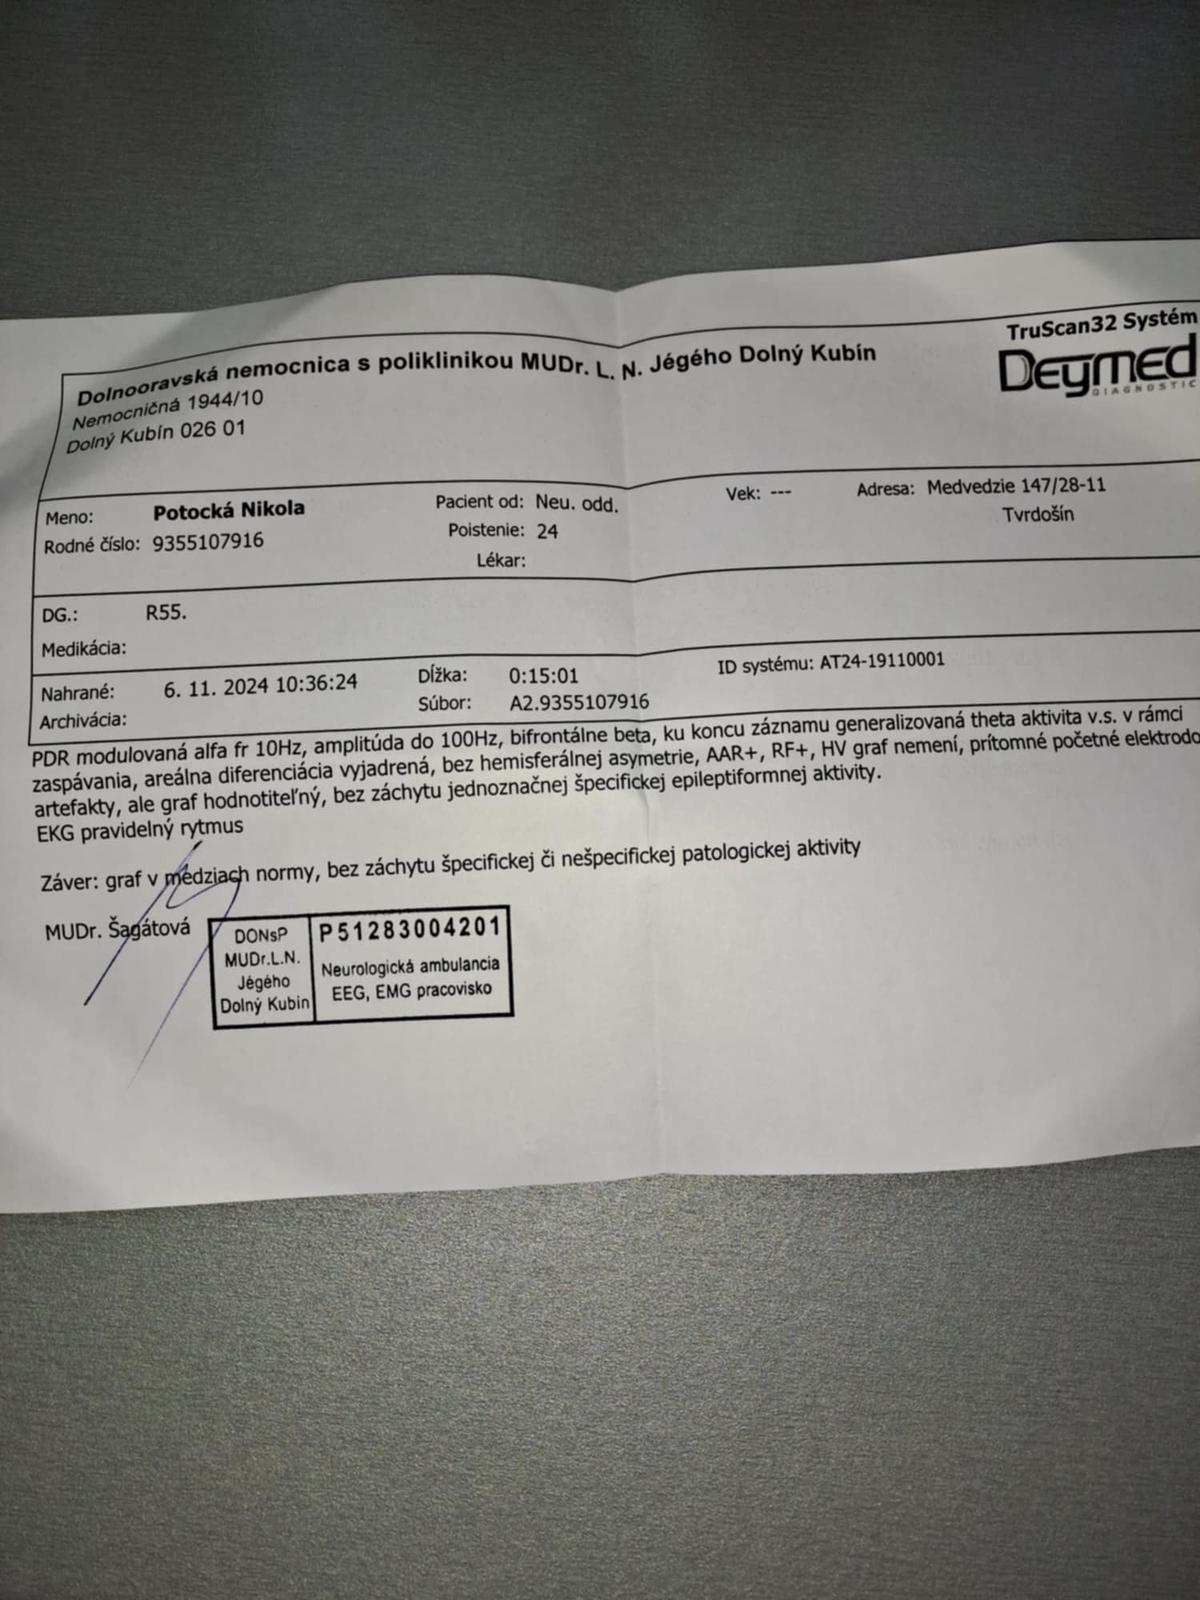 TruScan32 Systém
Deymed
DIAGNOSTIC
Dolnooravská nemocnica s poliklinikou MUDr. L. N. Jégého Dolný Kubín
Nemocničná 1944/10
Dolný Kubín 026 01
Meno: Potocká Nikola Pacient od: Neu. odd. Vek: --- Adresa: Medvedzie 147/28-11
Rodné číslo: 9355107916 Poistenie: 24 Tvrdošín
Lékar:
DG.: R55.
Medikácia:
Nahrané: 6. 11. 2024 10:36:24 Dĺžka: 0:15:01 ID systému: AT24-19110001
Archivácia: Súbor: A2.9355107916
PDR modulovaná alfa fr 10Hz, amplitúda do 100Hz, bifrontálne beta, ku koncu záznamu generalizovaná theta aktivita v.s. v rámci
zaspávania, areálna diferenciácia vyjadrená, bez hemisferálnej asymetrie, AAR+, RF+, HV graf nemení, prítomné početné elektrodo
artefakty, ale graf hodnotiteľný, bez záchytu jednoznačnej špecifickej epileptiformnej aktivity.
EKG pravidelný rytmus
Záver: graf v medziach normy, bez záchytu špecifickej či nešpecifickej patologickej aktivity
MUDr. Šagátová
DONsP
MUDr.L.N.
Jégého
Dolný Kubín
P51283004201
Neurologická ambulancia
EEG, EMG pracovisko